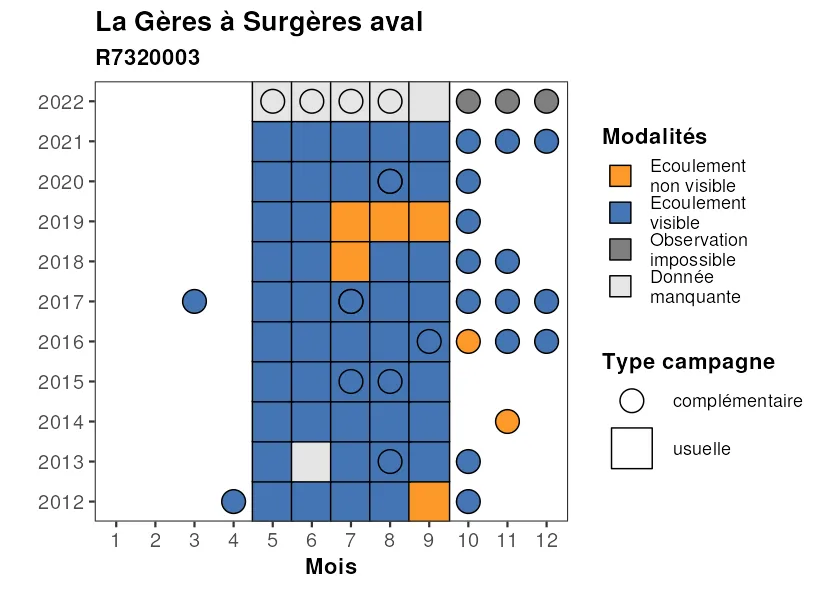 La Gères à Surgères aval
R7320003
2022
2021
2020
2019
2018
2017
2016
2015
2014
2013
2012
1 2 3 4 5 6 7 8 9 10 11 12
Mois
Modalités
Ecoulement
non visible
Ecoulement
visible
Observation
impossible
Donnée
manquante
Type campagne
complémentaire
usuelle